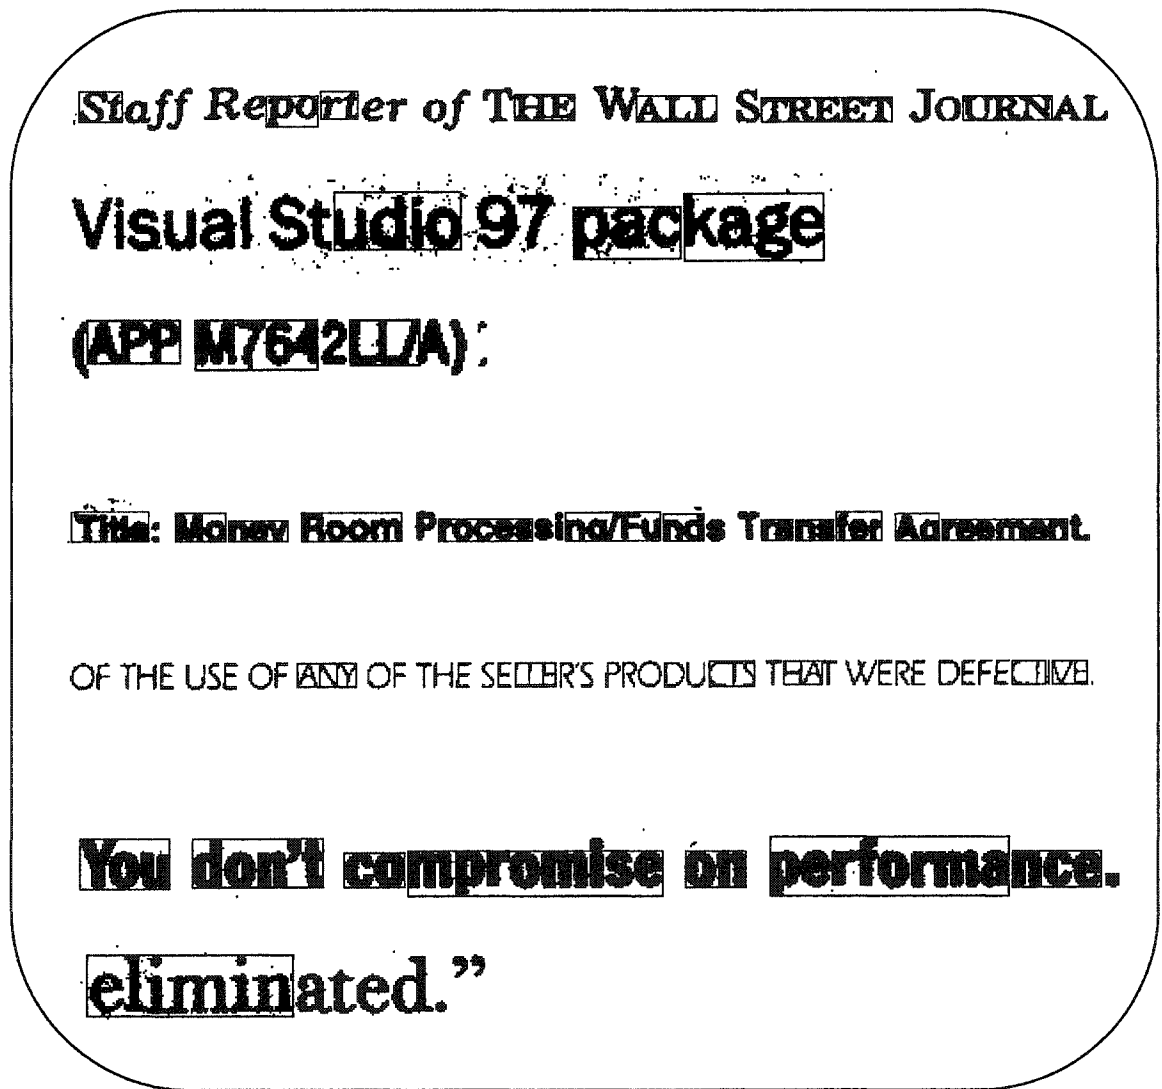 Staff Reporter of THE WALL STREET JOURNAL
Visual Studio 97 package
(APP M7642LL/A) :
Title: Money Room Processing/Funds Transfer Agreement.
OF THE USE OF ANY OF THE SELLER'S PRODUCTS THAT WERE DEFECTIVE.
You don't compromise on performance.
eliminated.”